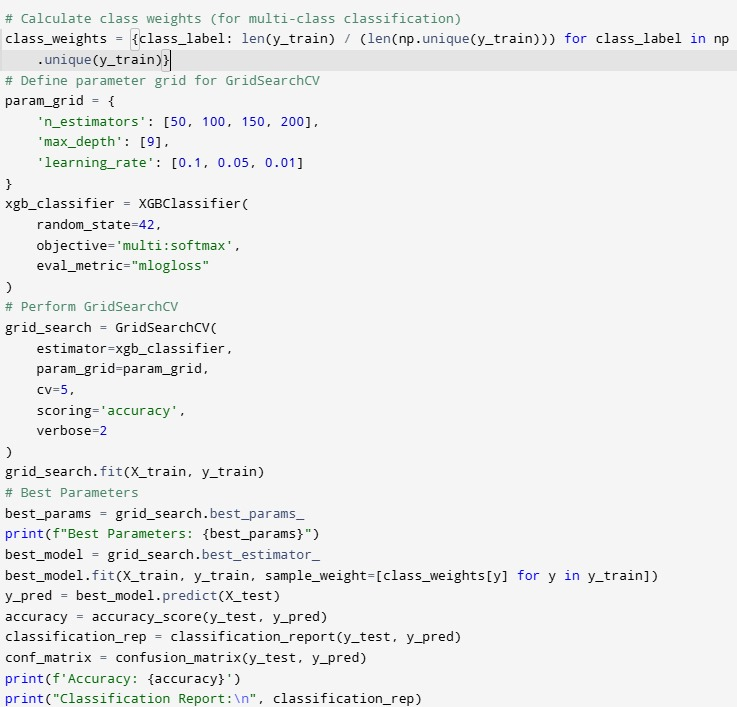 # Calculate class weights (for multi-class classification)
class_weights = {class_label: len(y_train) / (len(np.unique(y_train))) for class_label in np
    .unique(y_train)}
# Define parameter grid for GridSearchCV
param_grid = {
    'n_estimators': [50, 100, 150, 200],
    'max_depth': [9],
    'learning_rate': [0.1, 0.05, 0.01]
}
xgb_classifier = XGBClassifier(
    random_state=42,
    objective='multi:softmax',
    eval_metric="mlogloss"
)
# Perform GridSearchCV
grid_search = GridSearchCV(
    estimator=xgb_classifier,
    param_grid=param_grid,
    cv=5,
    scoring='accuracy',
    verbose=2
)
grid_search.fit(X_train, y_train)
# Best Parameters
best_params = grid_search.best_params_
print(f"Best Parameters: {best_params}")
best_model = grid_search.best_estimator_
best_model.fit(X_train, y_train, sample_weight=[class_weights[y] for y in y_train])
y_pred = best_model.predict(X_test)
accuracy = accuracy_score(y_test, y_pred)
classification_rep = classification_report(y_test, y_pred)
conf_matrix = confusion_matrix(y_test, y_pred)
print(f'Accuracy: {accuracy}')
print("Classification Report:\n", classification_rep)